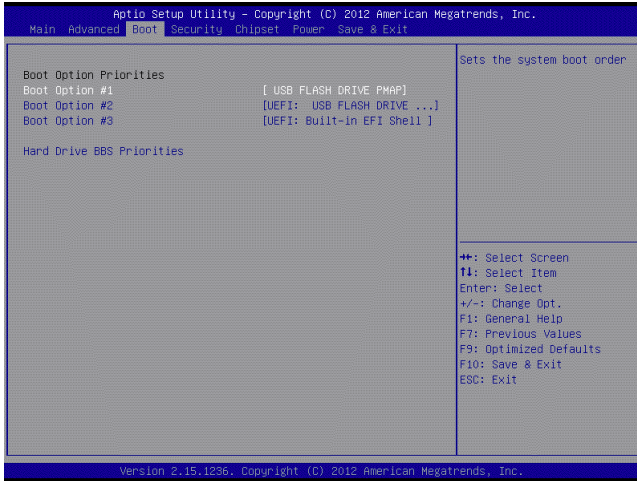 Aptio Setup Utility - Copyright (C) 2012 American Megatrends, Inc.
Main Advanced Boot Security Chipset Power Save & Exit
Boot Option Priorities
Boot Option #1 [ USB FLASH DRIVE PMAP]
Boot Option #2 [UEFI: USB FLASH DRIVE ...]
Boot Option #3 [UEFI: Built-in EFI Shell ]
Hard Drive BBS Priorities
Sets the system boot order
→←: Select Screen
↑↓: Select Item
Enter: Select
+/-: Change Opt.
F1: General Help
F7: Previous Values
F9: Optimized Defaults
F10: Save & Exit
ESC: Exit
Version 2.15.1236. Copyright (C) 2012 American Megatrends, Inc.